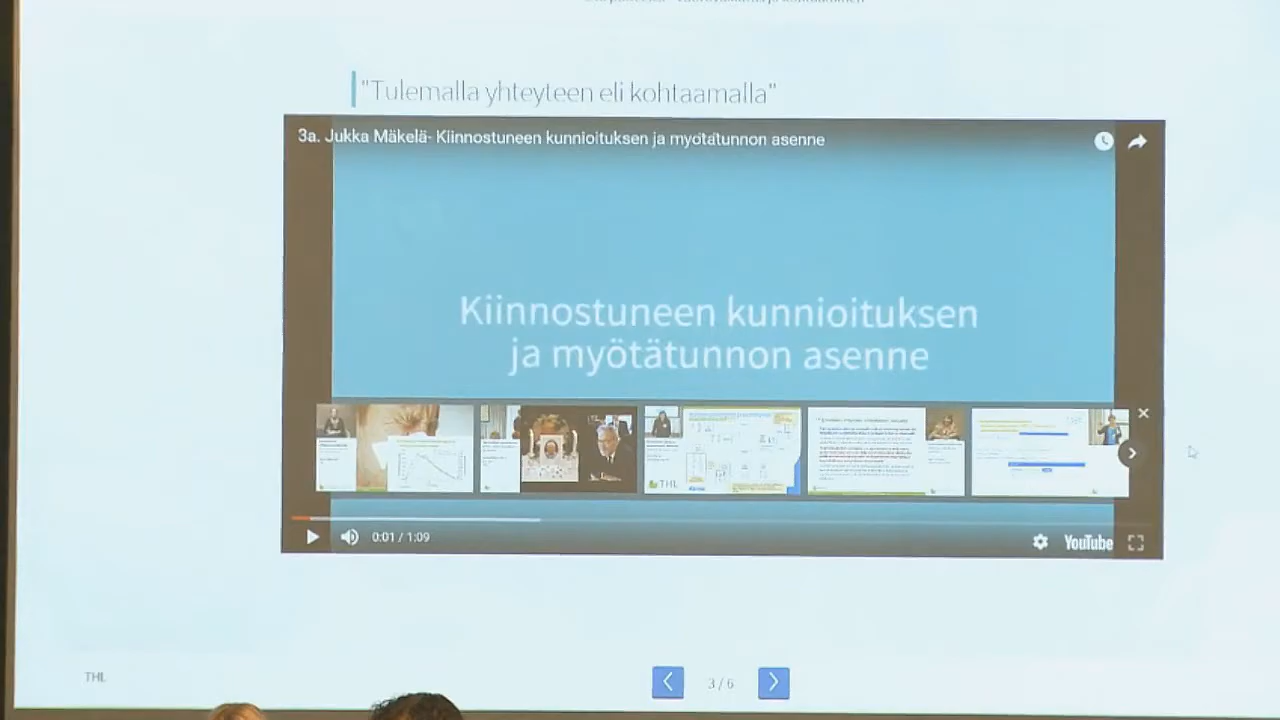 "Tulemalla yhteyteen eli kohtaamalla"
3a. Jukka Mäkelä- Kiinnostuneen kunnioituksen ja myötätunnon asenne
Kiinnostuneen kunnioituksen
ja myötätunnon asenne
THL
0:01 / 1:09
YouTube
THL
3 / 6